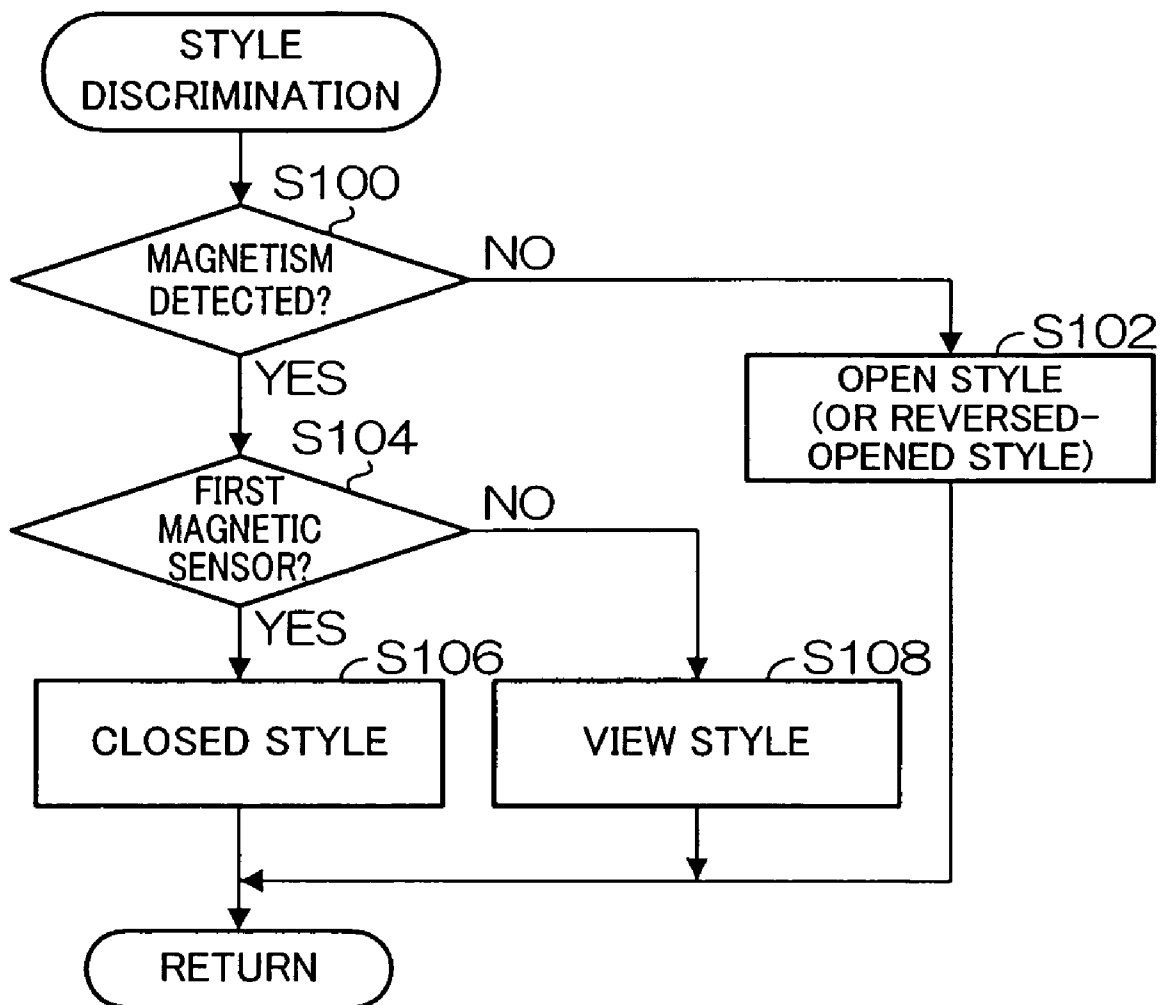 STYLE
DISCRIMINATION
S100
MAGNETISM
DETECTED?
NO
YES
S102
OPEN STYLE
(OR REVERSED-
OPENED STYLE)
S104
FIRST
MAGNETIC
SENSOR?
NO
YES
S106
CLOSED STYLE
S108
VIEW STYLE
RETURN